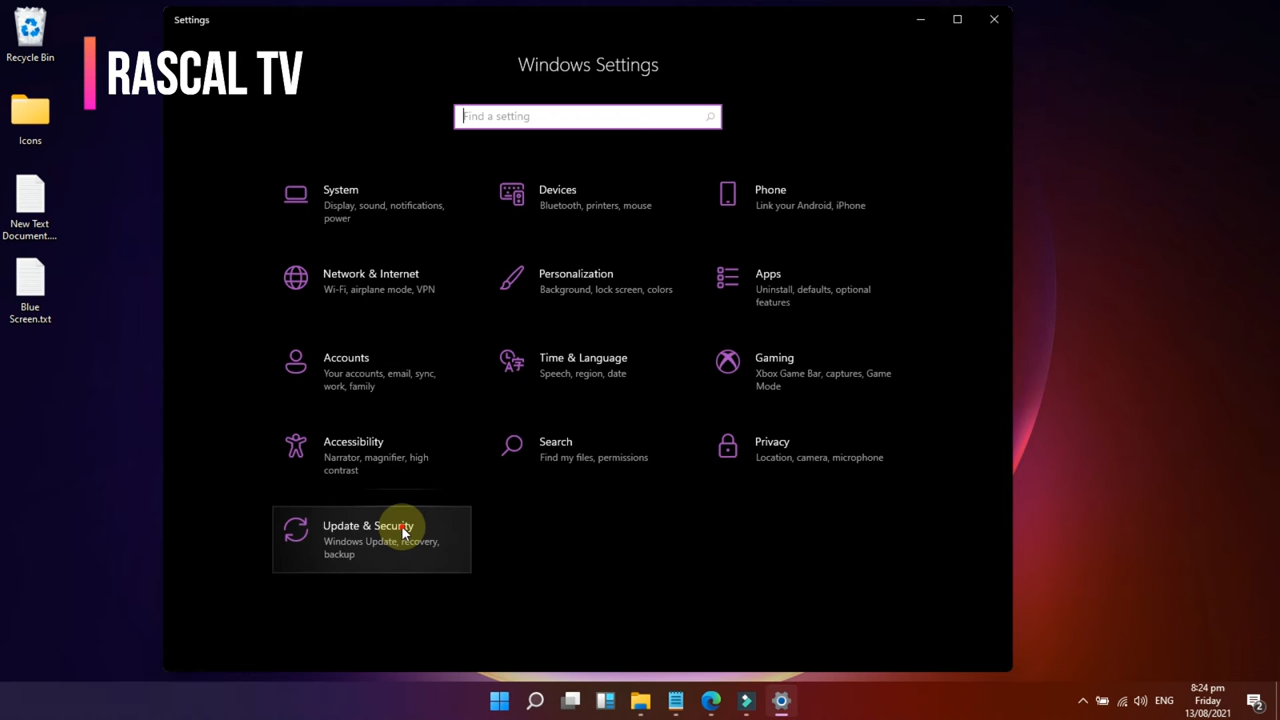 Settings
Recycle Bin
RASCAL TV
Windows Settings
Find a setting
Icons
System
Display, sound, notifications,
power
Devices
Bluetooth, printers, mouse
Phone
Link your Android, iPhone
New Text
Document....
Network & Internet
Wi-Fi, airplane mode, VPN
Personalization
Background, lock screen, colors
Apps
Uninstall, defaults, optional
features
Blue
Screen.txt
Accounts
Your accounts, email, sync,
work, family
Time & Language
Speech, region, date
Gaming
Xbox Game Bar, captures, Game
Mode
Accessibility
Narrator, magnifier, high
contrast
Search
Find my files, permissions
Privacy
Location, camera, microphone
Update & Security
Windows Update, recovery,
backup
ENG
8:24 pm
Friday
13/08/2021
2